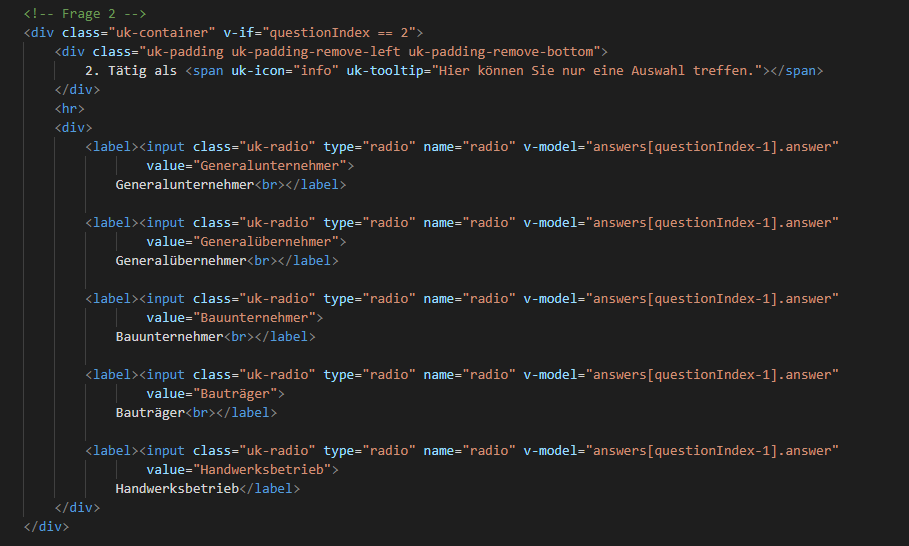 <!-- Frage 2 -->
<div class="uk-container" v-if="questionIndex == 2">
<div class="uk-padding uk-padding-remove-left uk-padding-remove-bottom">
2. Tätig als <span uk-icon="info" uk-tooltip="Hier können Sie nur eine Auswahl treffen."></span>
</div>
<hr>
<div>
<label><input class="uk-radio" type="radio" name="radio" v-model="answers[questionIndex-1].answer"
value="Generalunternehmer">
Generalunternehmer<br></label>
<label><input class="uk-radio" type="radio" name="radio" v-model="answers[questionIndex-1].answer"
value="Generalübernehmer">
Generalübernehmer<br></label>
<label><input class="uk-radio" type="radio" name="radio" v-model="answers[questionIndex-1].answer"
value="Bauunternehmer">
Bauunternehmer<br></label>
<label><input class="uk-radio" type="radio" name="radio" v-model="answers[questionIndex-1].answer"
value="Bauträger">
Bauträger<br></label>
<label><input class="uk-radio" type="radio" name="radio" v-model="answers[questionIndex-1].answer"
value="Handwerksbetrieb">
Handwerksbetrieb</label>
</div>
</div>